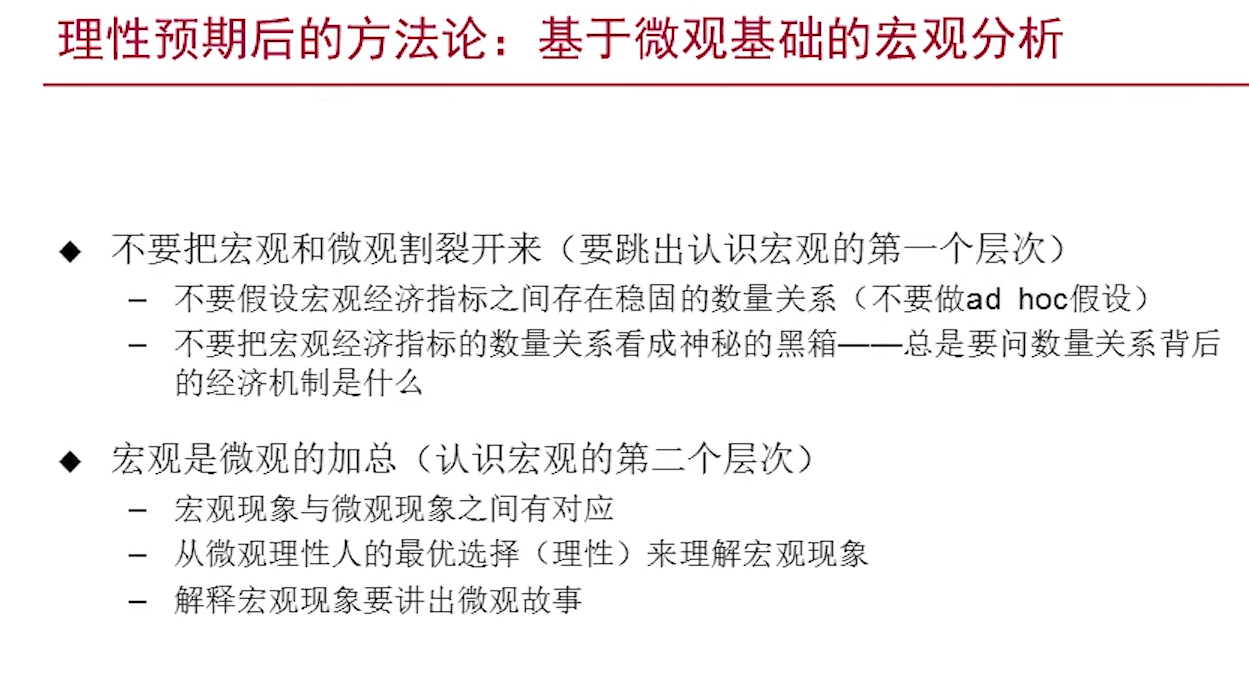 理性预期后的方法论：基于微观基础的宏观分析
◆ 不要把宏观和微观割裂开来（要跳出认识宏观的第一个层次）
– 不要假设宏观经济指标之间存在稳固的数量关系（不要做ad hoc假设）
– 不要把宏观经济指标的数量关系看成神秘的黑箱——总是要问数量关系背后
的经济机制是什么
◆ 宏观是微观的加总（认识宏观的第二个层次）
– 宏观现象与微观现象之间有对应
– 从微观理性人的最优选择（理性）来理解宏观现象
– 解释宏观现象要讲出微观故事